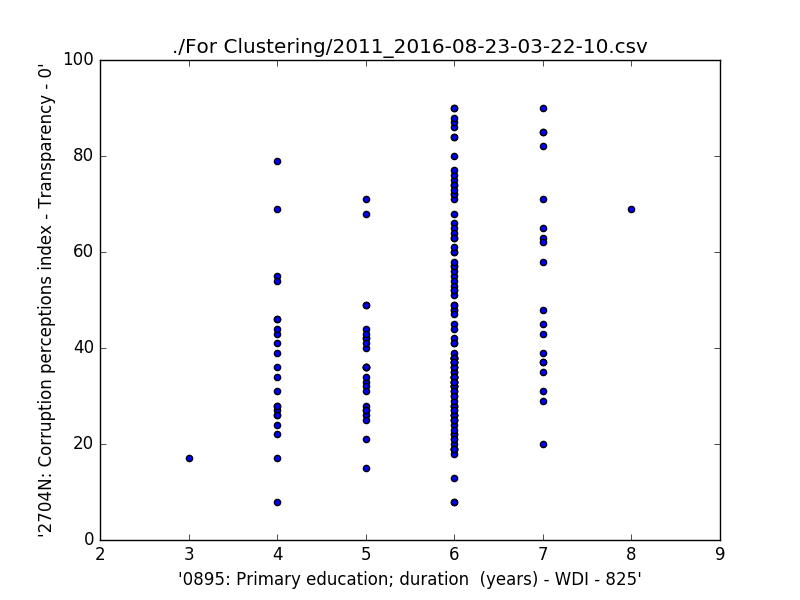 ./For Clustering/2011_2016-08-23-03-22-10.csv
100
80
60
40
20
0
'2704N: Corruption perceptions index - Transparency - 0'
2 3 4 5 6 7 8 9
'0895: Primary education; duration  (years) - WDI - 825'